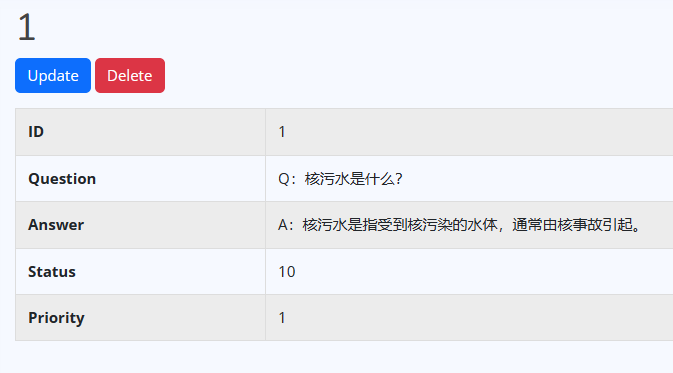 1
Update Delete
ID 1
Question Q：核污水是什么？
Answer A：核污水是指受到核污染的水体，通常由核事故引起。
Status 10
Priority 1